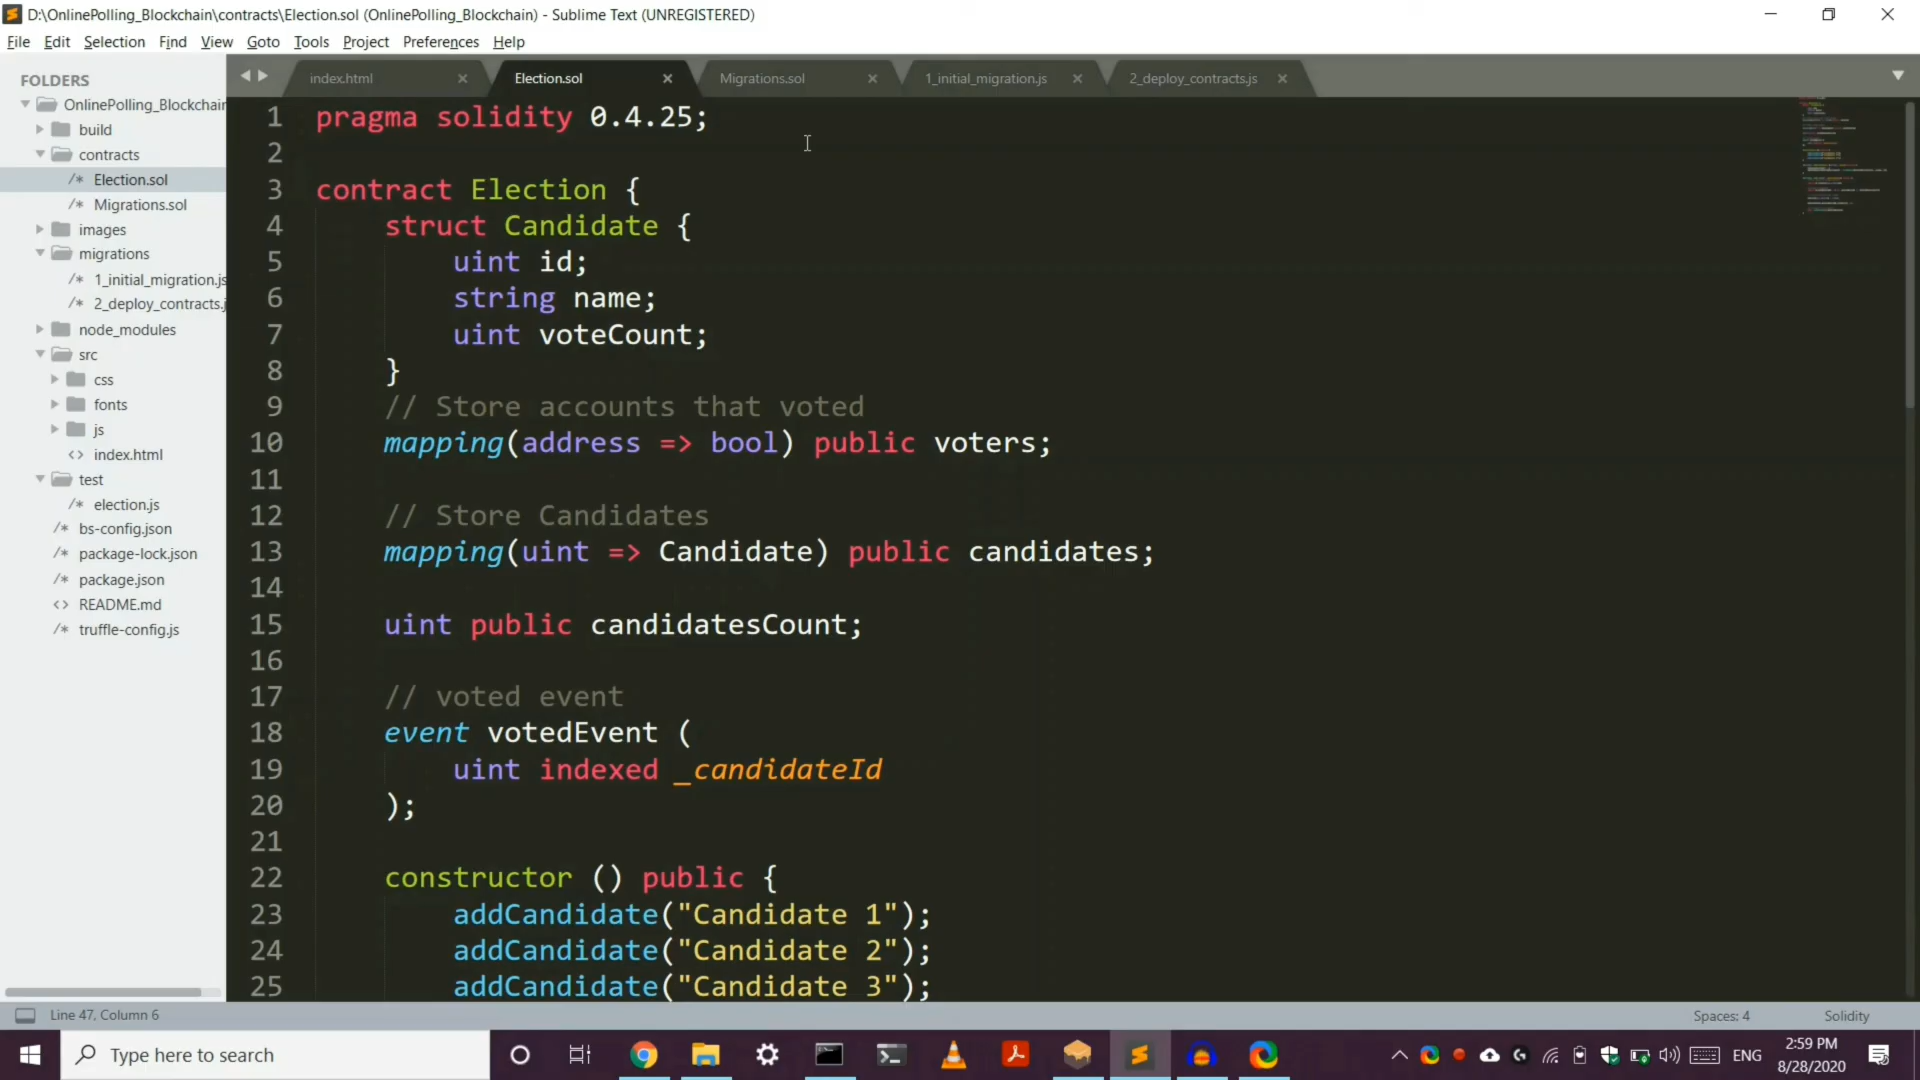 D:\OnlinePolling_Blockchain\contracts\Election.sol (OnlinePolling_Blockchain) - Sublime Text (UNREGISTERED)
File Edit Selection Find View Goto Tools Project Preferences Help
FOLDERS
OnlinePolling_Blockchain
build
contracts
/* Election.sol
/* Migrations.sol
images
migrations
/* 1_initial_migration.js
/* 2_deploy_contracts.j
node_modules
src
css
fonts
js
<> index.html
test
/* election.js
/* bs-config.json
/* package-lock.json
/* package.json
<> README.md
/* truffle-config.js
index.html Election.sol Migrations.sol 1_initial_migration.js 2_deploy_contracts.js
1 pragma solidity 0.4.25;
2
3 contract Election {
4 struct Candidate {
5 uint id;
6 string name;
7 uint voteCount;
8 }
9 // Store accounts that voted
10 mapping(address => bool) public voters;
11
12 // Store Candidates
13 mapping(uint => Candidate) public candidates;
14
15 uint public candidatesCount;
16
17 // voted event
18 event votedEvent (
19 uint indexed _candidateId
20 );
21
22 constructor () public {
23 addCandidate("Candidate 1");
24 addCandidate("Candidate 2");
25 addCandidate("Candidate 3");
Line 47, Column 6
Spaces: 4
Solidity
Type here to search
ENG
2:59 PM
8/28/2020